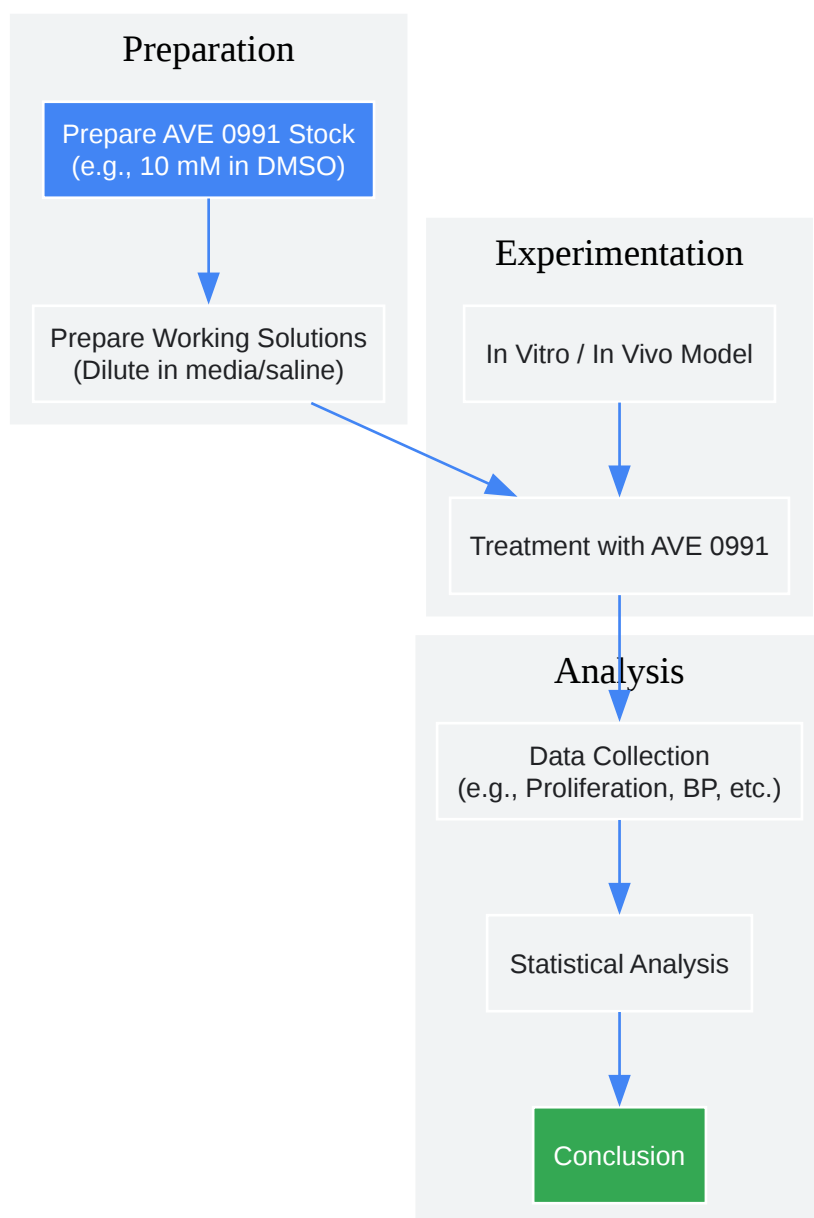 Preparation
Prepare AVE 0991 Stock
(e.g., 10 mM in DMSO)
Prepare Working Solutions
(Dilute in media/saline)
Experimentation
In Vitro / In Vivo Model
Treatment with AVE 0991
Analysis
Data Collection
(e.g., Proliferation, BP, etc.)
Statistical Analysis
Conclusion